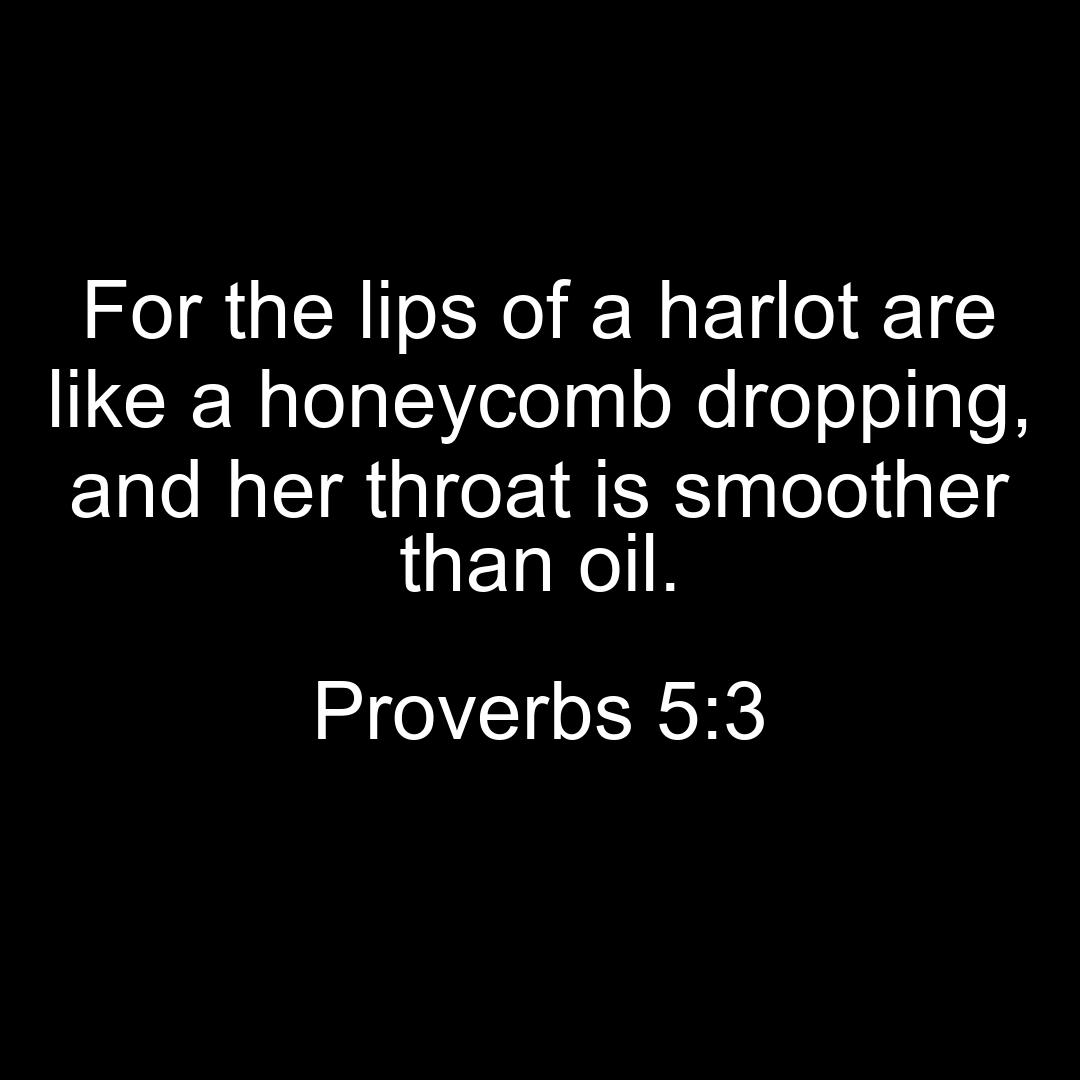 For the lips of a harlot are
like a honeycomb dropping,
and her throat is smoother
than oil.
Proverbs 5:3